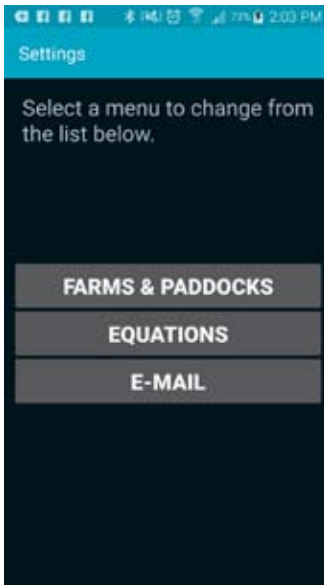 2:03 PM
Settings
Select a menu to change from
the list below.
FARMS & PADDOCKS
EQUATIONS
E-MAIL